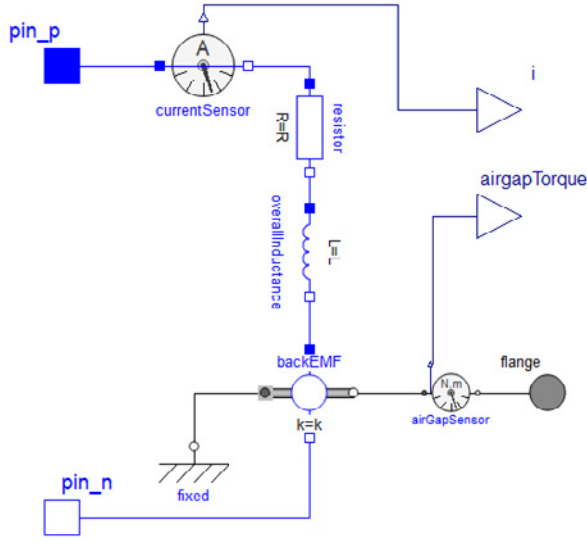 pin_p
A
i
currentSensor
R=R
resistor
airgapTorque
overallInductance
L=L
backEMF
flange
N.m
k=k
airGapSensor
pin_n
fixed